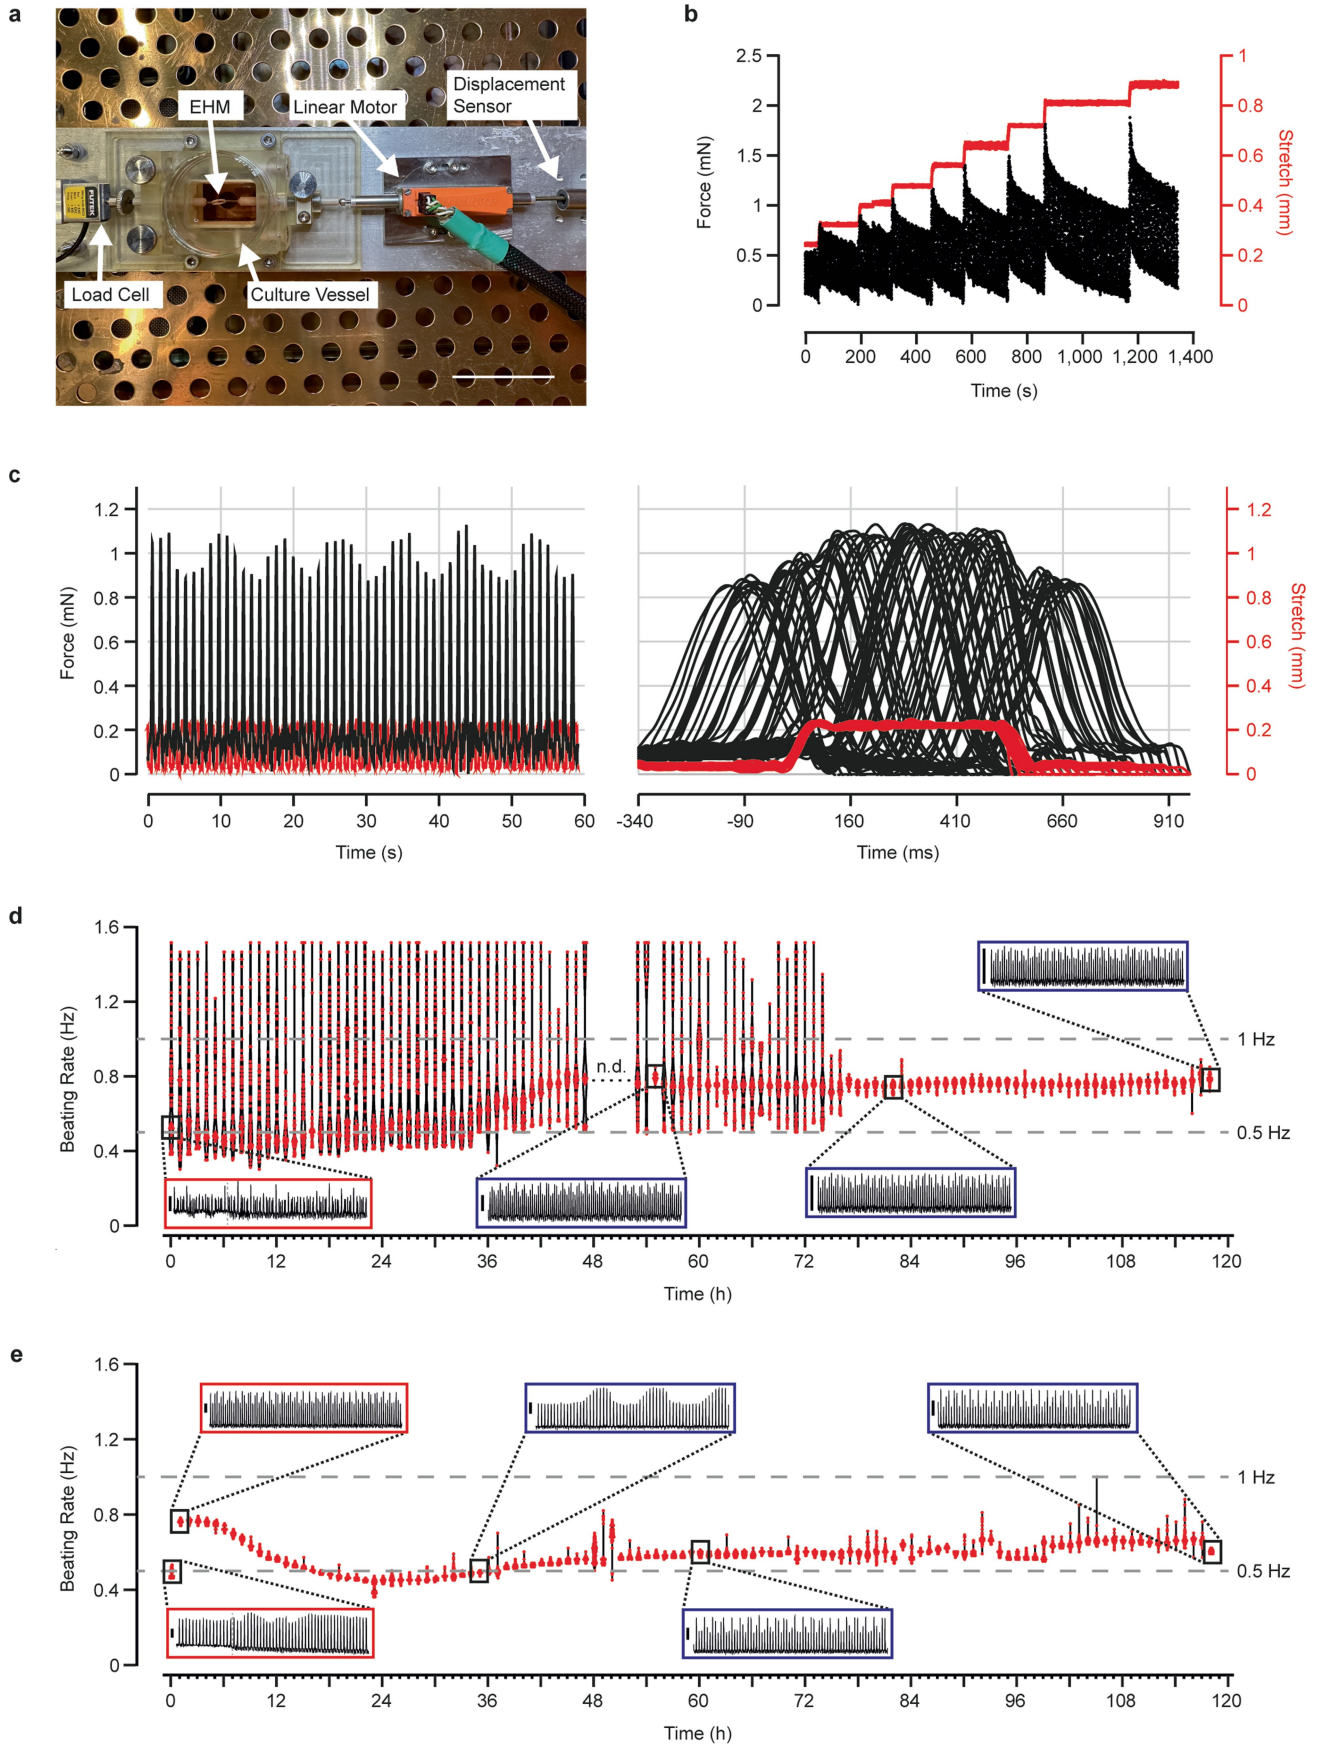 a
EHM
Linear Motor
Displacement
Sensor
FUTEK
Load Cell
Culture Vessel
b
2.5
2
1.5
1
0.5
0
Force (mN)
1
0.8
0.6
0.4
0.2
0
Stretch (mm)
0 200 400 600 800 1,000 1,200 1,400
Time (s)
c
1.2
1
0.8
0.6
0.4
0.2
0
Force (mN)
0 10 20 30 40 50 60
Time (s)
-340 -90 160 410 660 910
Time (ms)
1.2
1
0.8
0.6
0.4
0.2
0
Stretch (mm)
d
1.6
1.2
0.8
0.4
0
Beating Rate (Hz)
n.d.
1 Hz
0.5 Hz
0 12 24 36 48 60 72 84 96 108 120
Time (h)
e
1.6
1.2
0.8
0.4
0
Beating Rate (Hz)
1 Hz
0.5 Hz
0 12 24 36 48 60 72 84 96 108 120
Time (h)